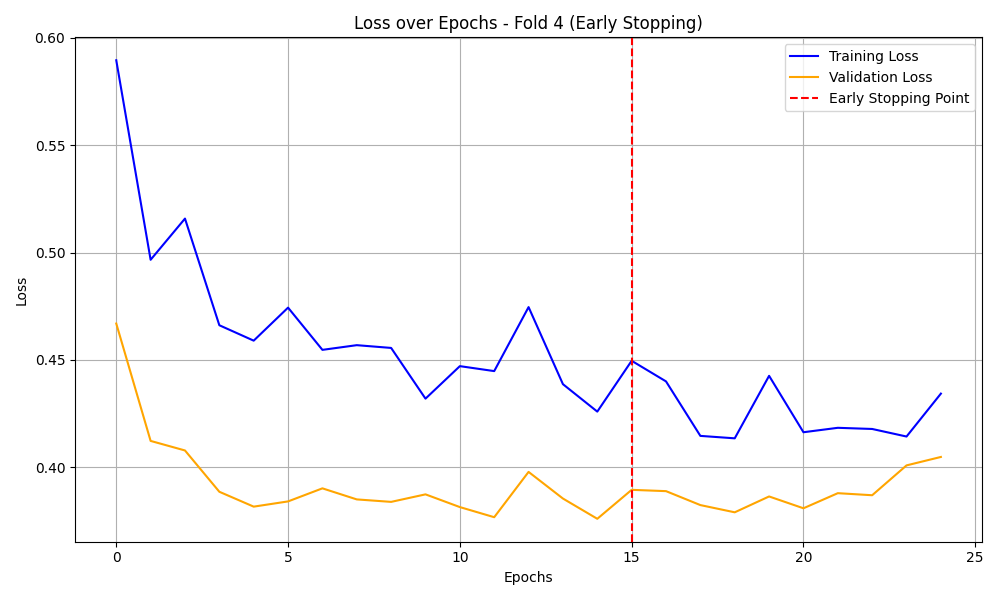 Loss over Epochs - Fold 4 (Early Stopping)
Training Loss
Validation Loss
Early Stopping Point
Loss
0.60
0.55
0.50
0.45
0.40
0 5 10 15 20 25
Epochs